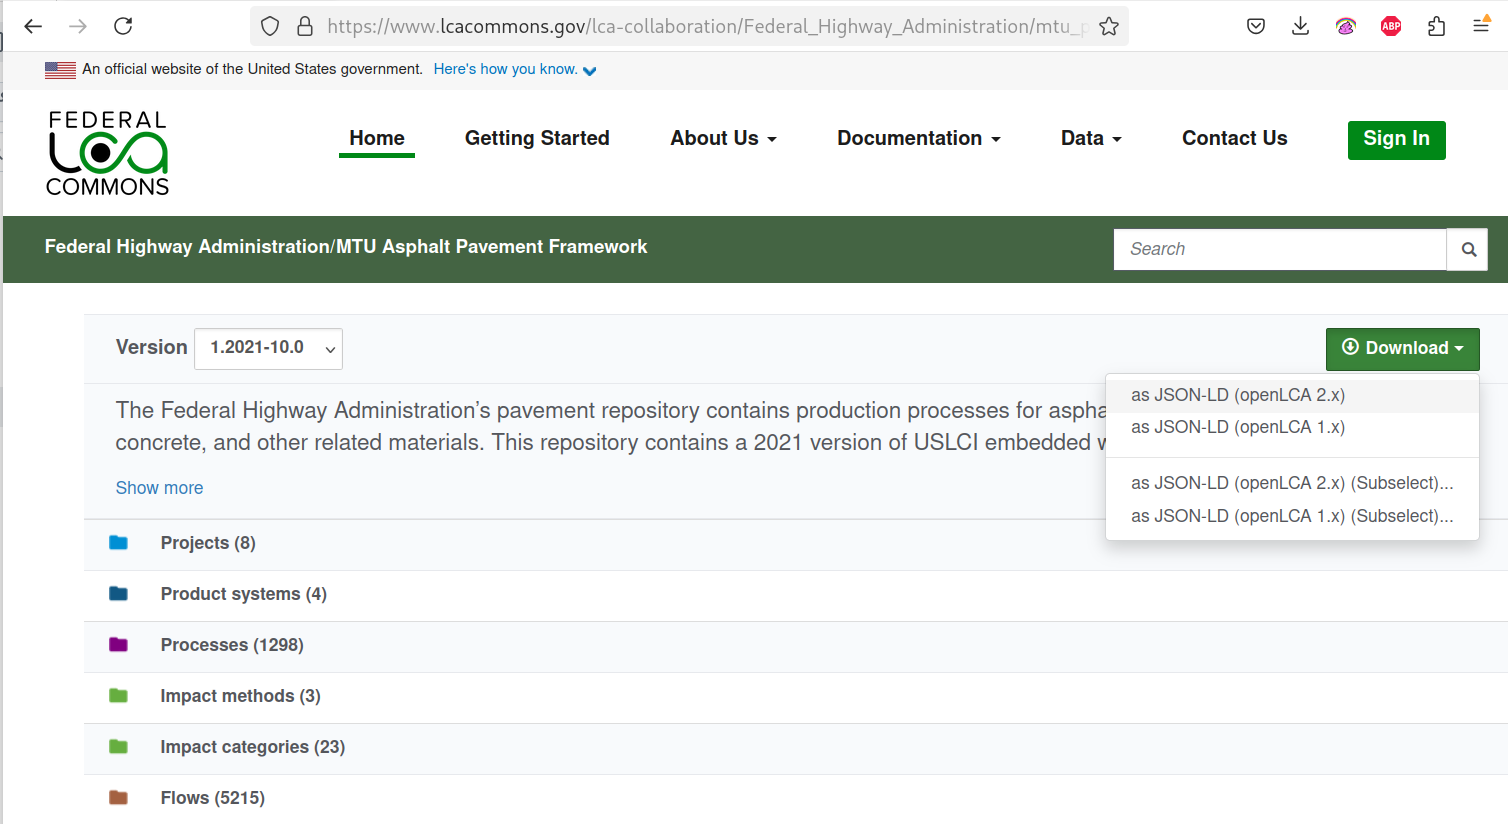 https://www.lcacommons.gov/lca-collaboration/Federal_Highway_Administration/mtu_p
ABP
An official website of the United States government. Here's how you know.
FEDERAL
LCA
COMMONS
Home Getting Started About Us Documentation Data Contact Us Sign In
Federal Highway Administration/MTU Asphalt Pavement Framework
Search
Version 1.2021-10.0
Download
as JSON-LD (openLCA 2.x)
as JSON-LD (openLCA 1.x)
as JSON-LD (openLCA 2.x) (Subselect)...
as JSON-LD (openLCA 1.x) (Subselect)...
The Federal Highway Administration’s pavement repository contains production processes for aspha
concrete, and other related materials. This repository contains a 2021 version of USLCI embedded w
Show more
Projects (8)
Product systems (4)
Processes (1298)
Impact methods (3)
Impact categories (23)
Flows (5215)